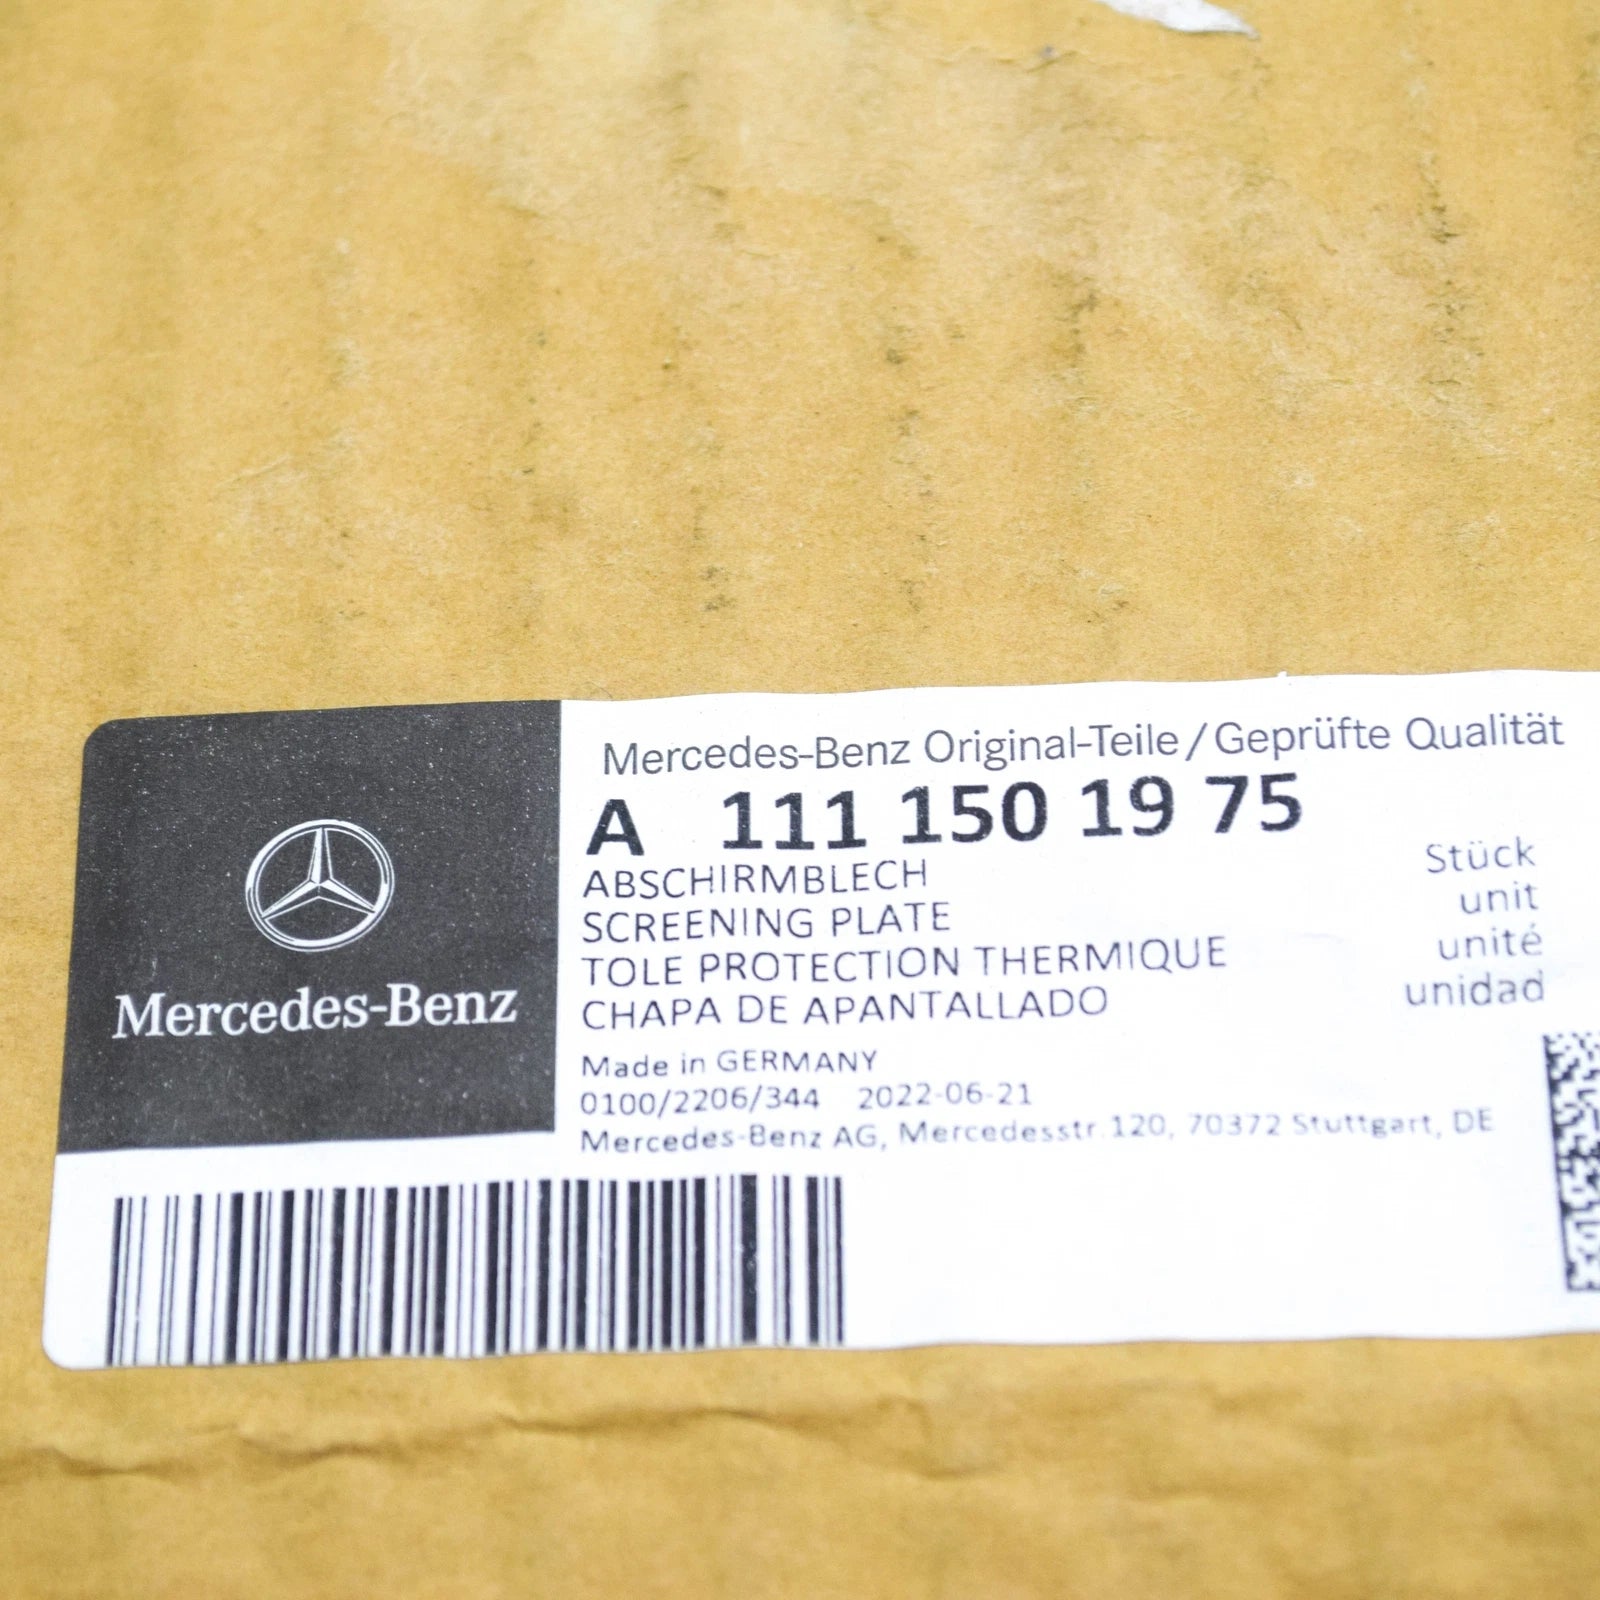 Mercedes-Benz
Mercedes-Benz Original-Teile / Geprüfte Qualität
A 111 150 19 75
ABSCHIRMBLECH
SCREENING PLATE
TOLE PROTECTION THERMIQUE
CHAPA DE APANTALLADO
Stück
unit
unité
unidad
Made in GERMANY
0100/2206/344 2022-06-21
Mercedes-Benz AG, Mercedesstr.120, 70372 Stuttgart, DE